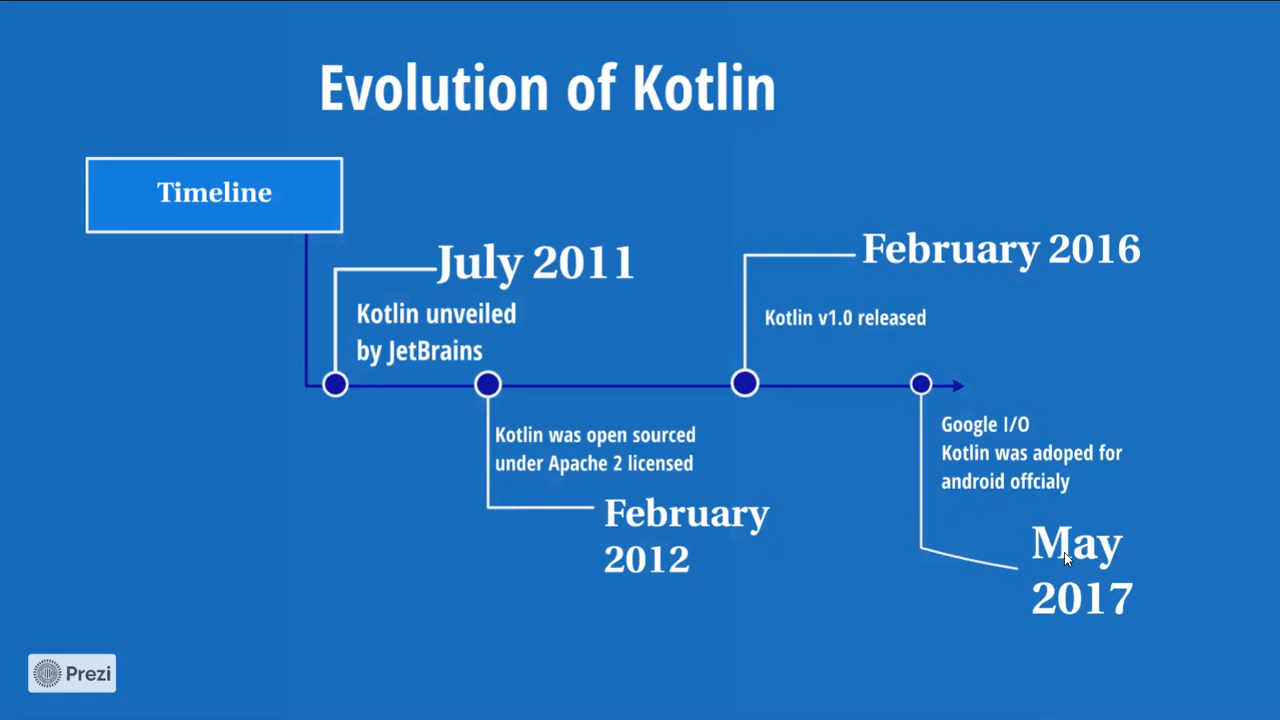 Evolution of Kotlin
Timeline
July 2011
Kotlin unveiled
by JetBrains
Kotlin was open sourced
under Apache 2 licensed
February
2012
February 2016
Kotlin v1.0 released
Google I/O
Kotlin was adoped for
android offcialy
May
2017
Prezi